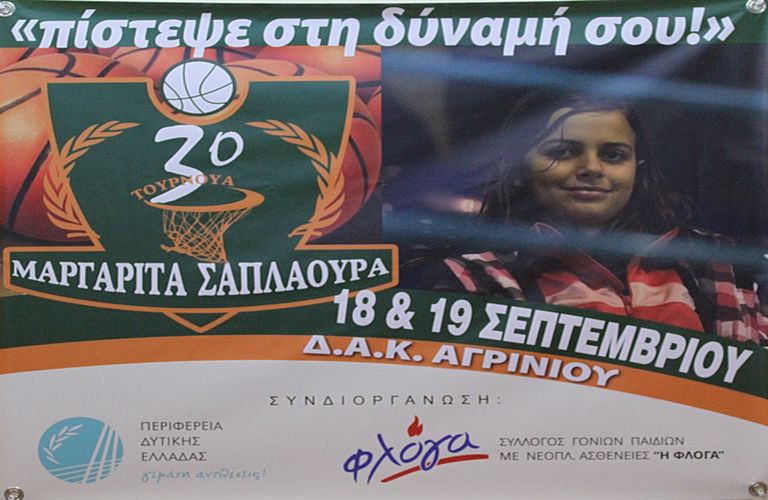 «πίστεψε στη δύναμή σου!»
3ο
ΤΟΥΡΝΟΥΑ
ΜΑΡΓΑΡΙΤΑ ΣΑΠΛΑΟΥΡΑ
18 & 19 ΣΕΠΤΕΜΒΡΙΟΥ
Δ.Α.Κ. ΑΓΡΙΝΙΟΥ
ΣΥΝΔΙΟΡΓΑΝΩΣΗ:
ΠΕΡΙΦΕΡΕΙΑ
ΔΥΤΙΚΗΣ
ΕΛΛΑΔΑΣ
γεμάτη αντιθέσεις!
φλόγα
ΣΥΛΛΟΓΟΣ ΓΟΝΙΩΝ ΠΑΙΔΙΩΝ
ΜΕ ΝΕΟΠΛ. ΑΣΘΕΝΕΙΕΣ "Η ΦΛΟΓΑ"